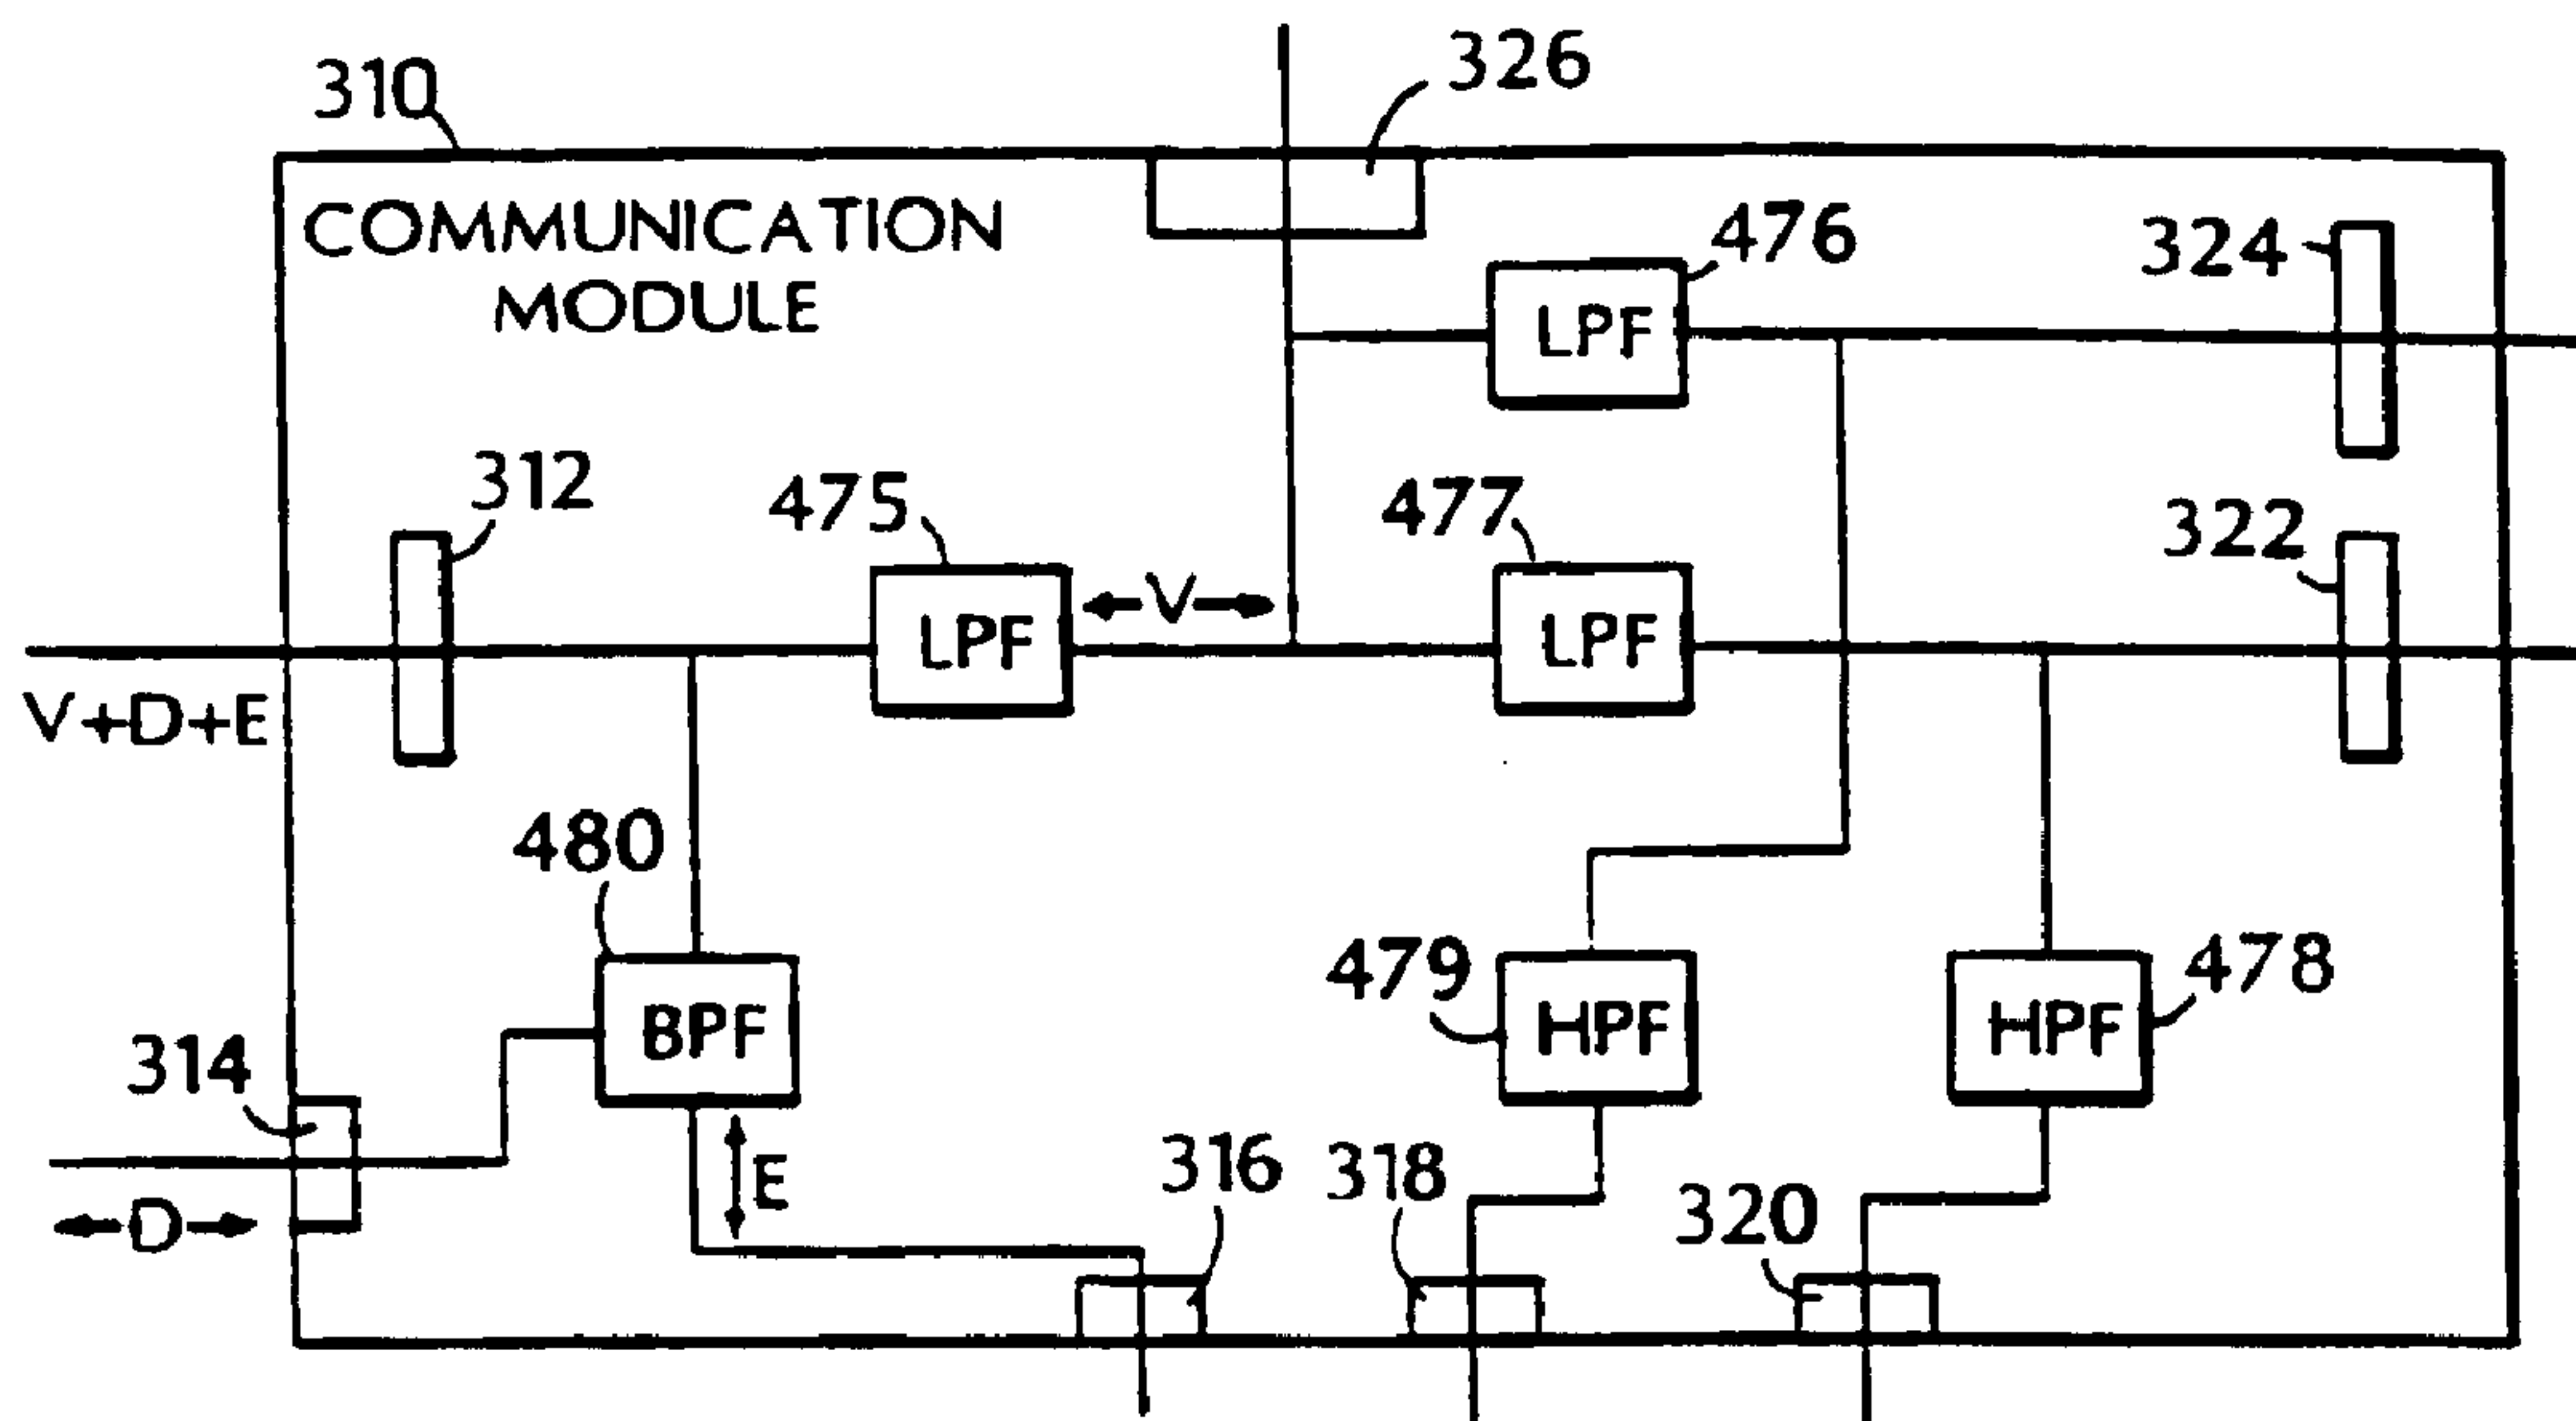 310
326
COMMUNICATION
MODULE
476
LPF
324
312
475
477
322
V
LPF
LPF
V+D+E
480
BPF
479
HPF
HPF
478
314
E
316
318
320
D